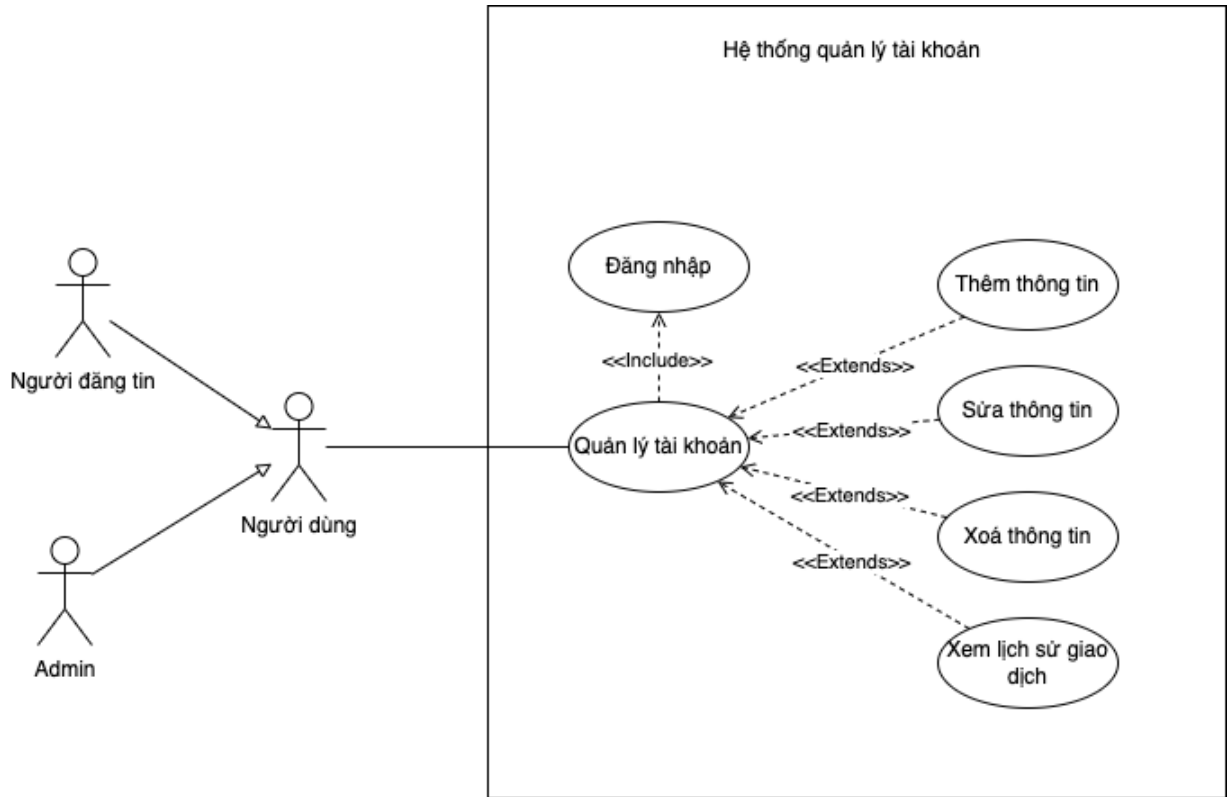 Hệ thống quản lý tài khoản
Đăng nhập
Thêm thông tin
<<Include>>
<<Extends>>
Người đăng tin
Sửa thông tin
<<Extends>>
Quản lý tài khoản
<<Extends>>
Người dùng
Xoá thông tin
<<Extends>>
Admin
Xem lịch sử giao
dịch